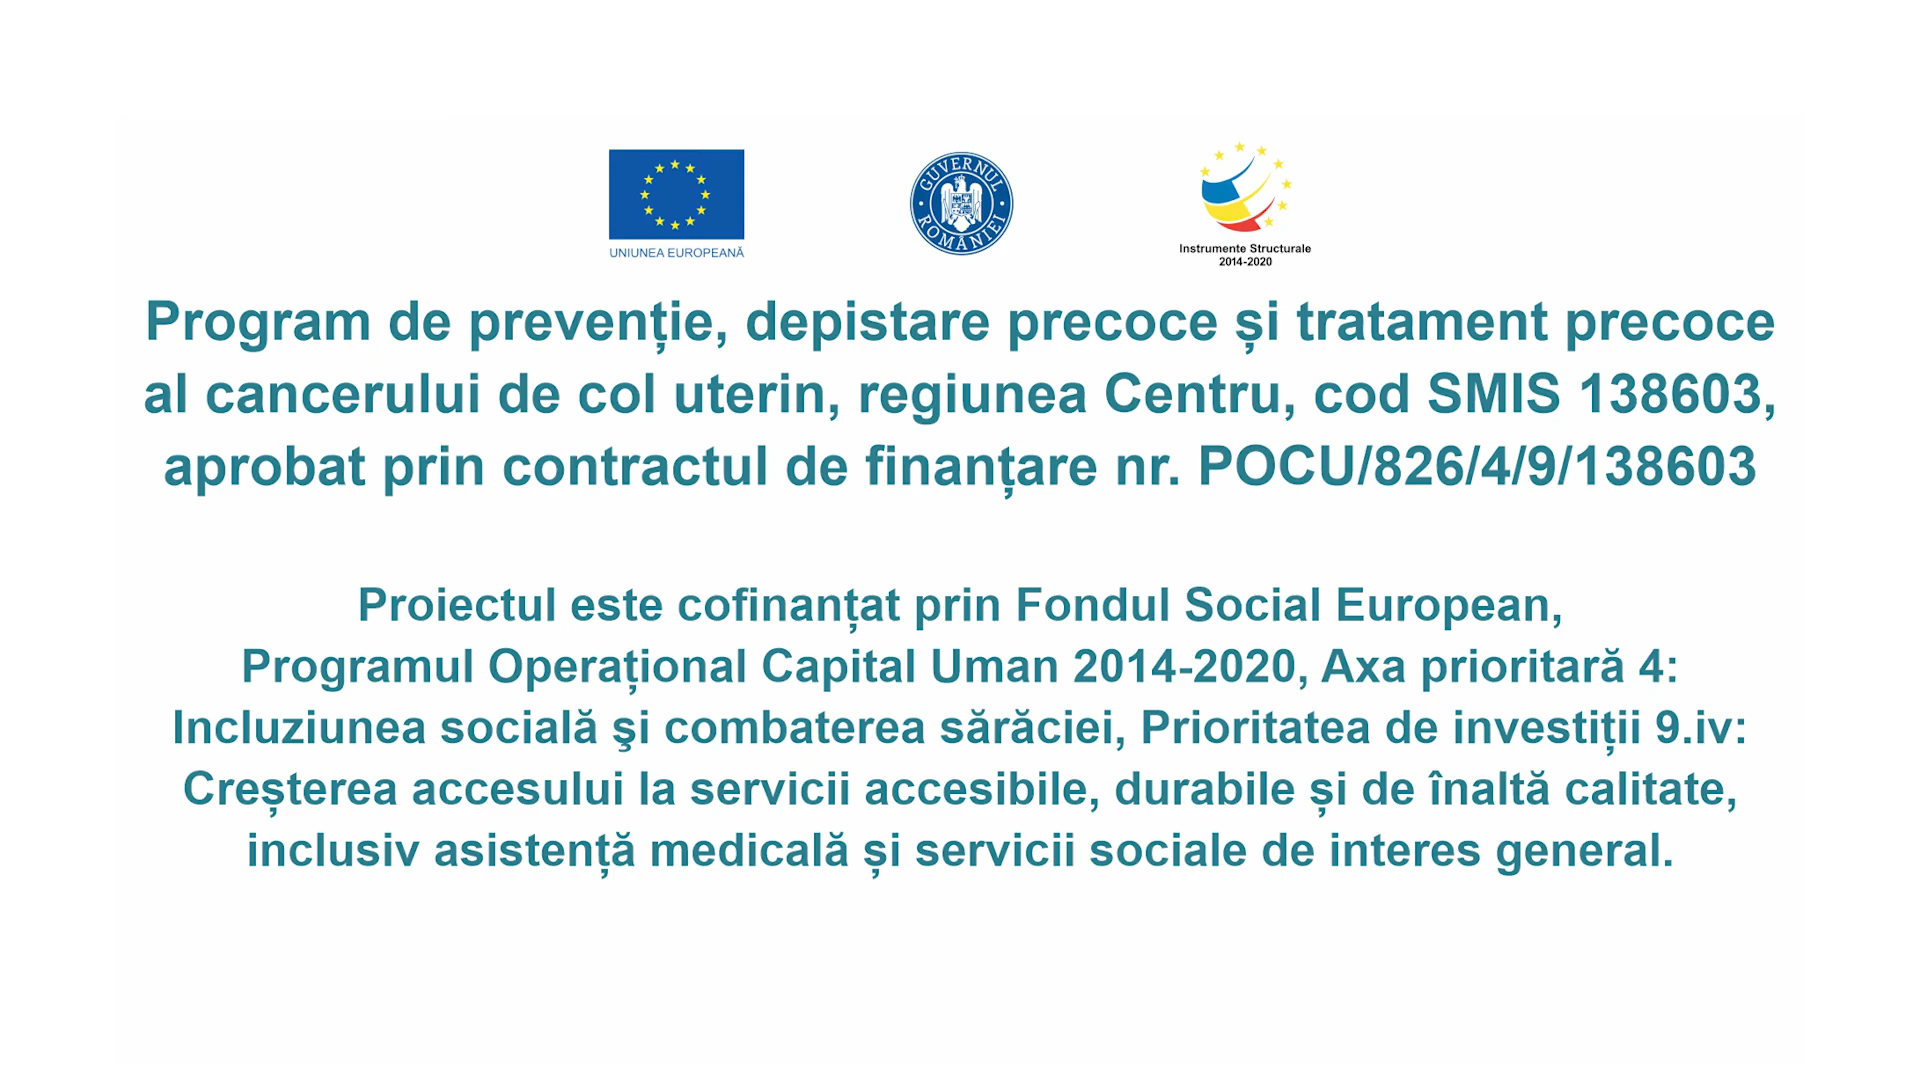 UNIUNEA EUROPEANĂ
GUVERNUL ROMÂNIEI
Instrumente Structurale
2014-2020
Program de prevenție, depistare precoce și tratament precoce
al cancerului de col uterin, regiunea Centru, cod SMIS 138603,
aprobat prin contractul de finanțare nr. POCU/826/4/9/138603
Proiectul este cofinanțat prin Fondul Social European,
Programul Operațional Capital Uman 2014-2020, Axa prioritară 4:
Incluziunea socială şi combaterea sărăciei, Prioritatea de investiții 9.iv:
Creșterea accesului la servicii accesibile, durabile și de înaltă calitate,
inclusiv asistență medicală și servicii sociale de interes general.